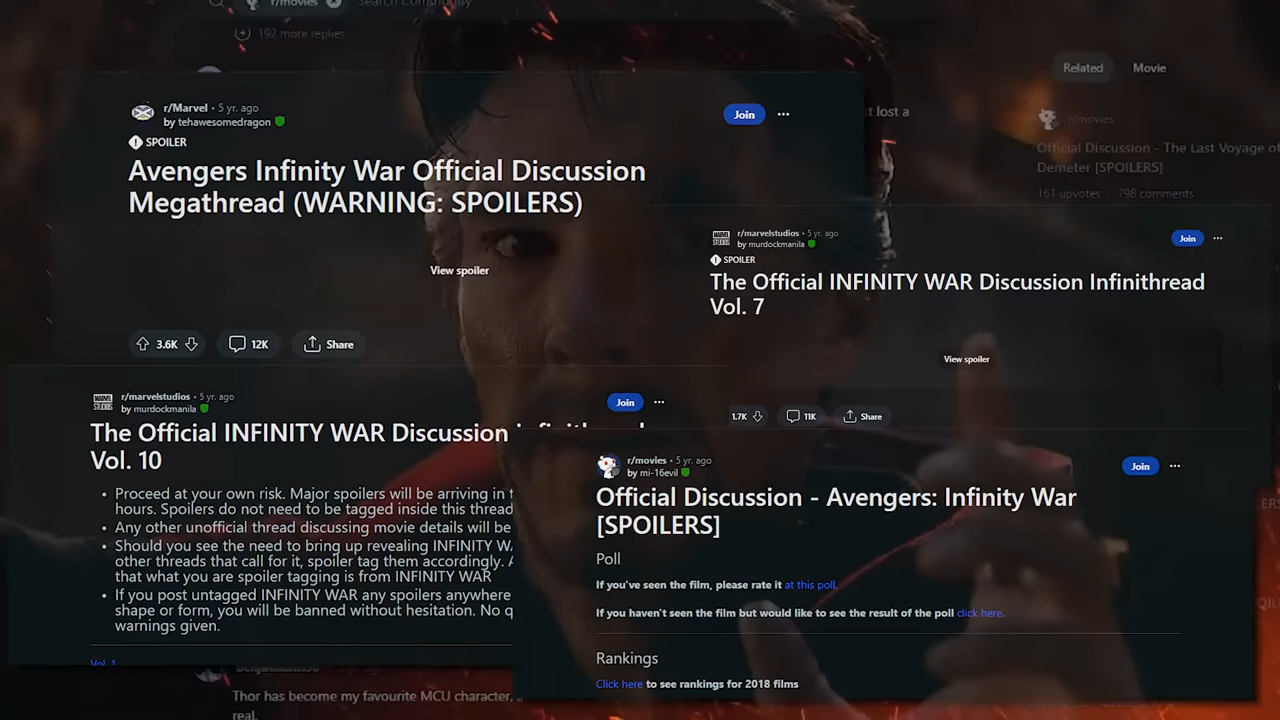 r/movies
Search Community
192 more replies
Related
Movie
r/Marvel • 5 yr. ago
by tehawesomedragon
Join
SPOILER
Avengers Infinity War Official Discussion
Megathread (WARNING: SPOILERS)
View spoiler
3.6K
12K
Share
t lost a
r/movies
Official Discussion - The Last Voyage of
Demeter [SPOILERS]
161 upvotes • 798 comments
r/marvelstudios • 5 yr. ago
by murdockmanila
Join
SPOILER
The Official INFINITY WAR Discussion Infinithread
Vol. 7
View spoiler
1.7K
11K
Share
MARVEL
STUDIOS
r/marvelstudios • 5 yr. ago
by murdockmanila
Join
The Official INFINITY WAR Discussion
Vol. 10
Proceed at your own risk. Major spoilers will be arriving in t
hours. Spoilers do not need to be tagged inside this thread
Any other unofficial thread discussing movie details will be
Should you see the need to bring up revealing INFINITY W
other threads that call for it, spoiler tag them accordingly. A
that what you are spoiler tagging is from INFINITY WAR
If you post untagged INFINITY WAR any spoilers anywhere
shape or form, you will be banned without hesitation. No q
warnings given.
Vol. 1
r/movies • 5 yr. ago
by mi-16evil
Join
Official Discussion - Avengers: Infinity War
[SPOILERS]
Poll
If you've seen the film, please rate it at this poll.
If you haven't seen the film but would like to see the result of the poll click here.
Rankings
Click here to see rankings for 2018 films
Thor has become my favourite MCU character,
real.